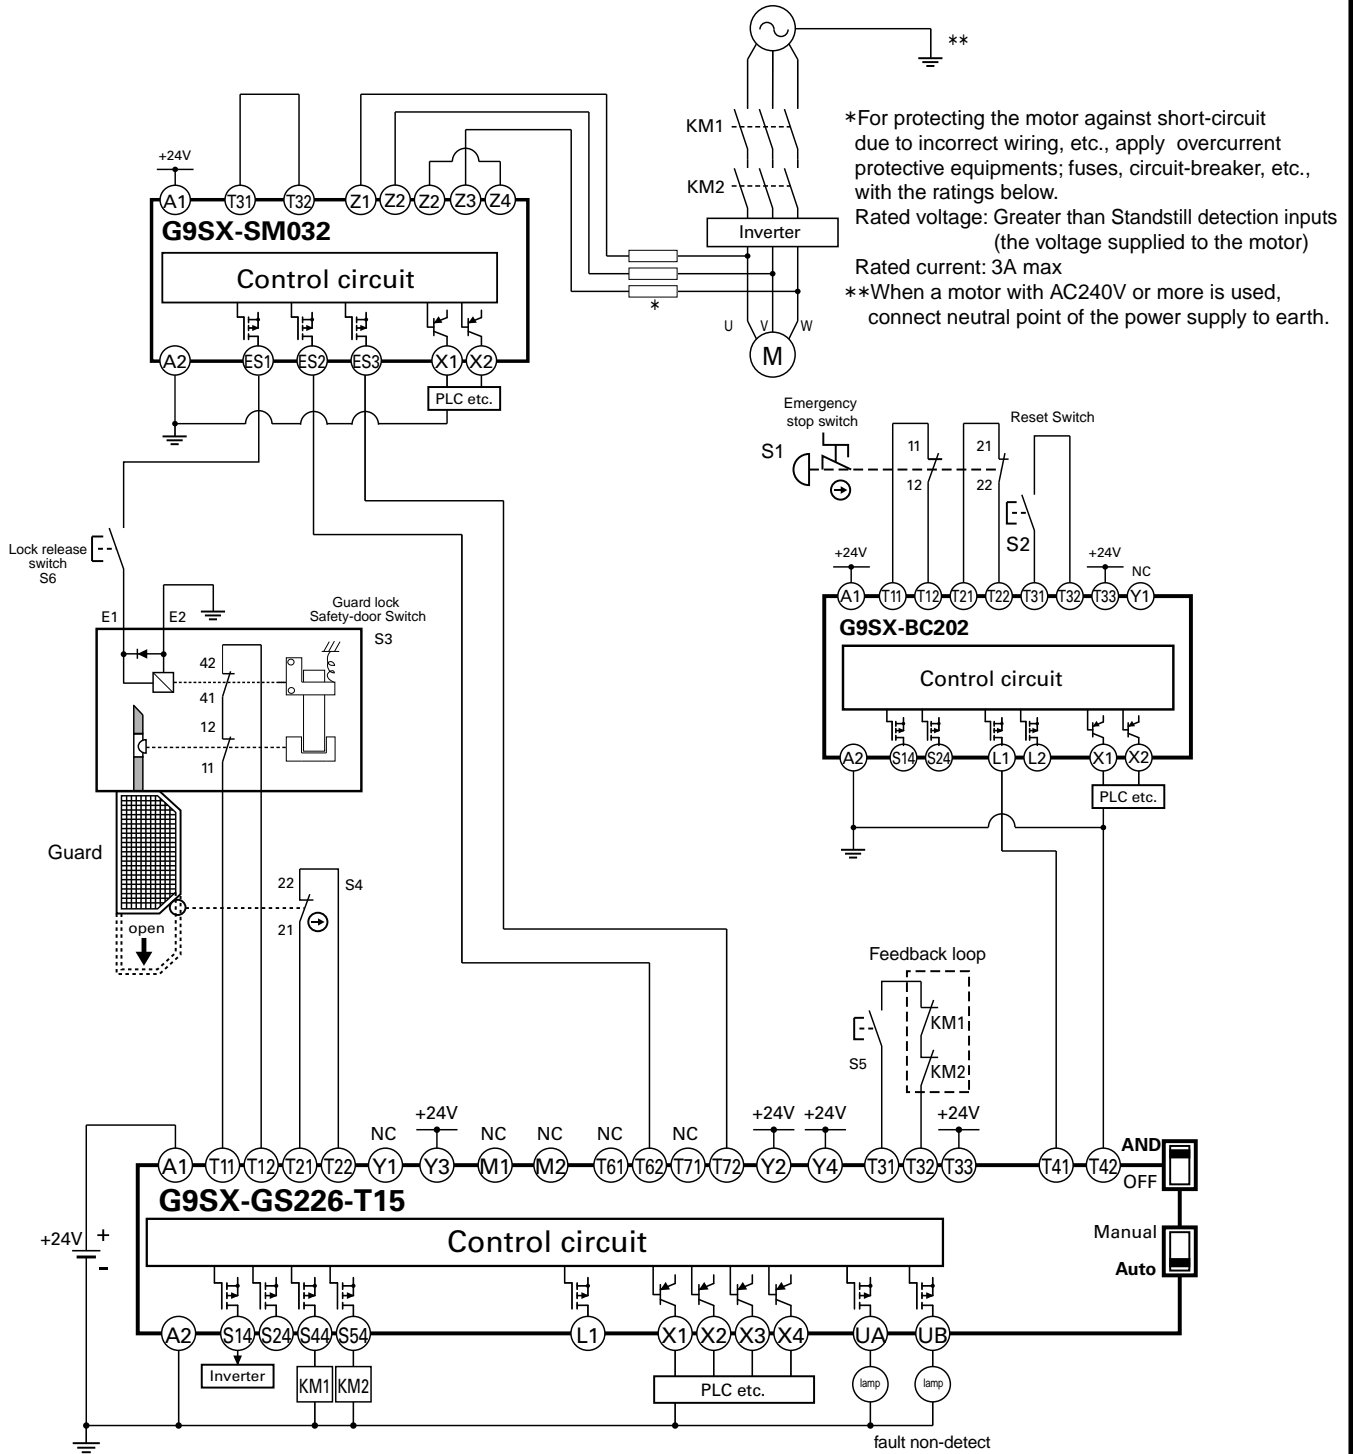 **
KM1
KM2
Inverter
*For protecting the motor against short-circuit
due to incorrect wiring, etc., apply overcurrent
protective equipments; fuses, circuit-breaker, etc.,
with the ratings below.
Rated voltage: Greater than Standstill detection inputs
(the voltage supplied to the motor)
Rated current: 3A max
**When a motor with AC240V or more is used,
connect neutral point of the power supply to earth.
*
U V W
M
+24V
A1 T31 T32 Z1 Z2 Z2 Z3 Z4
G9SX-SM032
Control circuit
A2 ES1 ES2 ES3 X1 X2
PLC etc.
Emergency
stop switch
S1
11
12
21
22
Reset Switch
S2
+24V
+24V
NC
A1 T11 T12 T21 T22 T31 T32 T33 Y1
G9SX-BC202
Control circuit
A2 S14 S24 L1 L2 X1 X2
PLC etc.
Lock release
switch
S6
E1 E2
Guard lock
Safety-door Switch
S3
42
41
12
11
Guard
open
22
21
S4
Feedback loop
KM1
KM2
S5
NC
+24V
NC
NC
NC
NC
+24V
+24V
+24V
A1 T11 T12 T21 T22 Y1 Y3 M1 M2 T61 T62 T71 T72 Y2 Y4 T31 T32 T33 T41 T42
AND
OFF
G9SX-GS226-T15
Control circuit
Manual
Auto
+24V
+
-
A2 S14 S24 S44 S54 L1 X1 X2 X3 X4 UA UB
Inverter
KM1 KM2
PLC etc.
lamp
lamp
fault non-detect